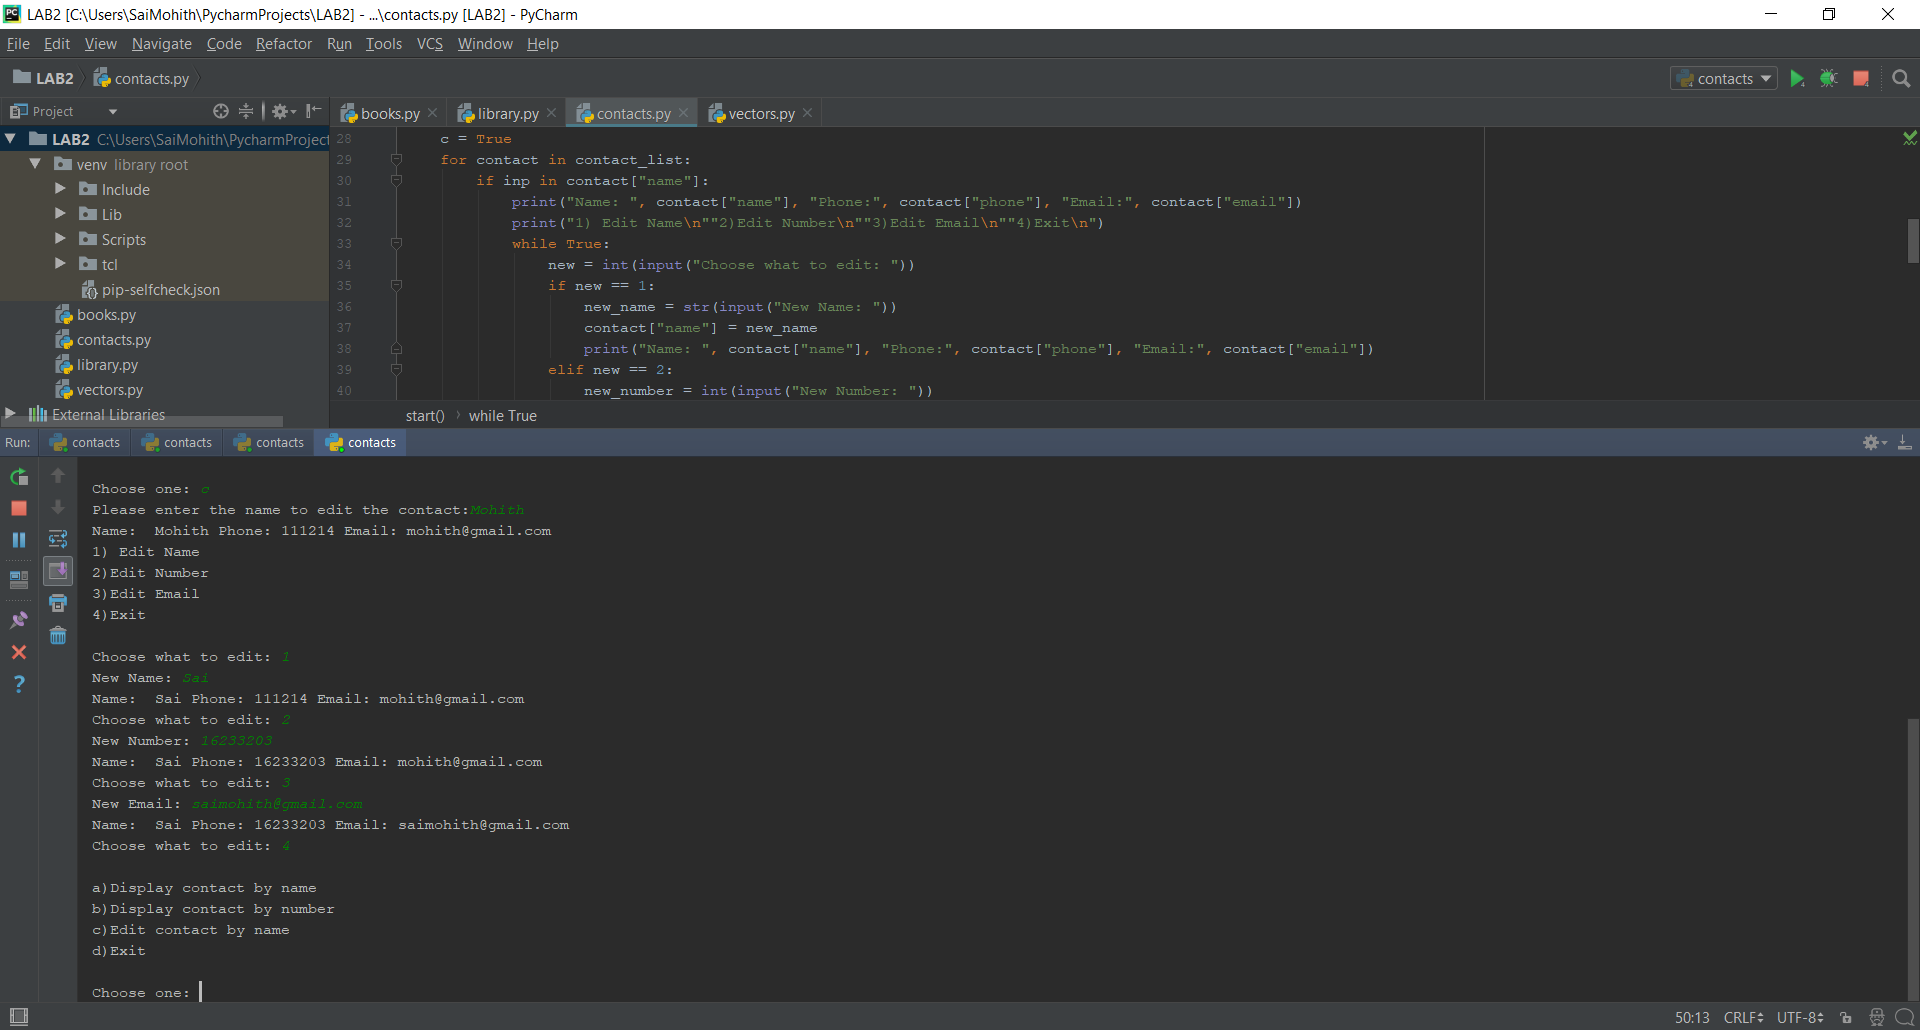 LAB2 [C:\Users\SaiMohith\PycharmProjects\LAB2] - ...\contacts.py [LAB2] - PyCharm
File Edit View Navigate Code Refactor Run Tools VCS Window Help
LAB2 contacts.py
contacts
Project
books.py library.py contacts.py vectors.py
LAB2 C:\Users\SaiMohith\PycharmProject
venv library root
Include
Lib
Scripts
tcl
pip-selfcheck.json
books.py
contacts.py
library.py
vectors.py
External Libraries
28 c = True
29 for contact in contact_list:
30 if inp in contact["name"]:
31 print("Name: ", contact["name"], "Phone:", contact["phone"], "Email:", contact["email"])
32 print("1) Edit Name\n""2)Edit Number\n""3)Edit Email\n""4)Exit\n")
33 while True:
34 new = int(input("Choose what to edit: "))
35 if new == 1:
36 new_name = str(input("New Name: "))
37 contact["name"] = new_name
38 print("Name: ", contact["name"], "Phone:", contact["phone"], "Email:", contact["email"])
39 elif new == 2:
40 new_number = int(input("New Number: "))
start() while True
Run: contacts contacts contacts contacts
Choose one: c
Please enter the name to edit the contact:Mohith
Name:  Mohith Phone: 111214 Email: mohith@gmail.com
1) Edit Name
2)Edit Number
3)Edit Email
4)Exit
Choose what to edit: 1
New Name: Sai
Name:  Sai Phone: 111214 Email: mohith@gmail.com
Choose what to edit: 2
New Number: 16233203
Name:  Sai Phone: 16233203 Email: mohith@gmail.com
Choose what to edit: 3
New Email: saimohith@gmail.com
Name:  Sai Phone: 16233203 Email: saimohith@gmail.com
Choose what to edit: 4
a)Display contact by name
b)Display contact by number
c)Edit contact by name
d)Exit
Choose one:
50:13 CRLF UTF-8